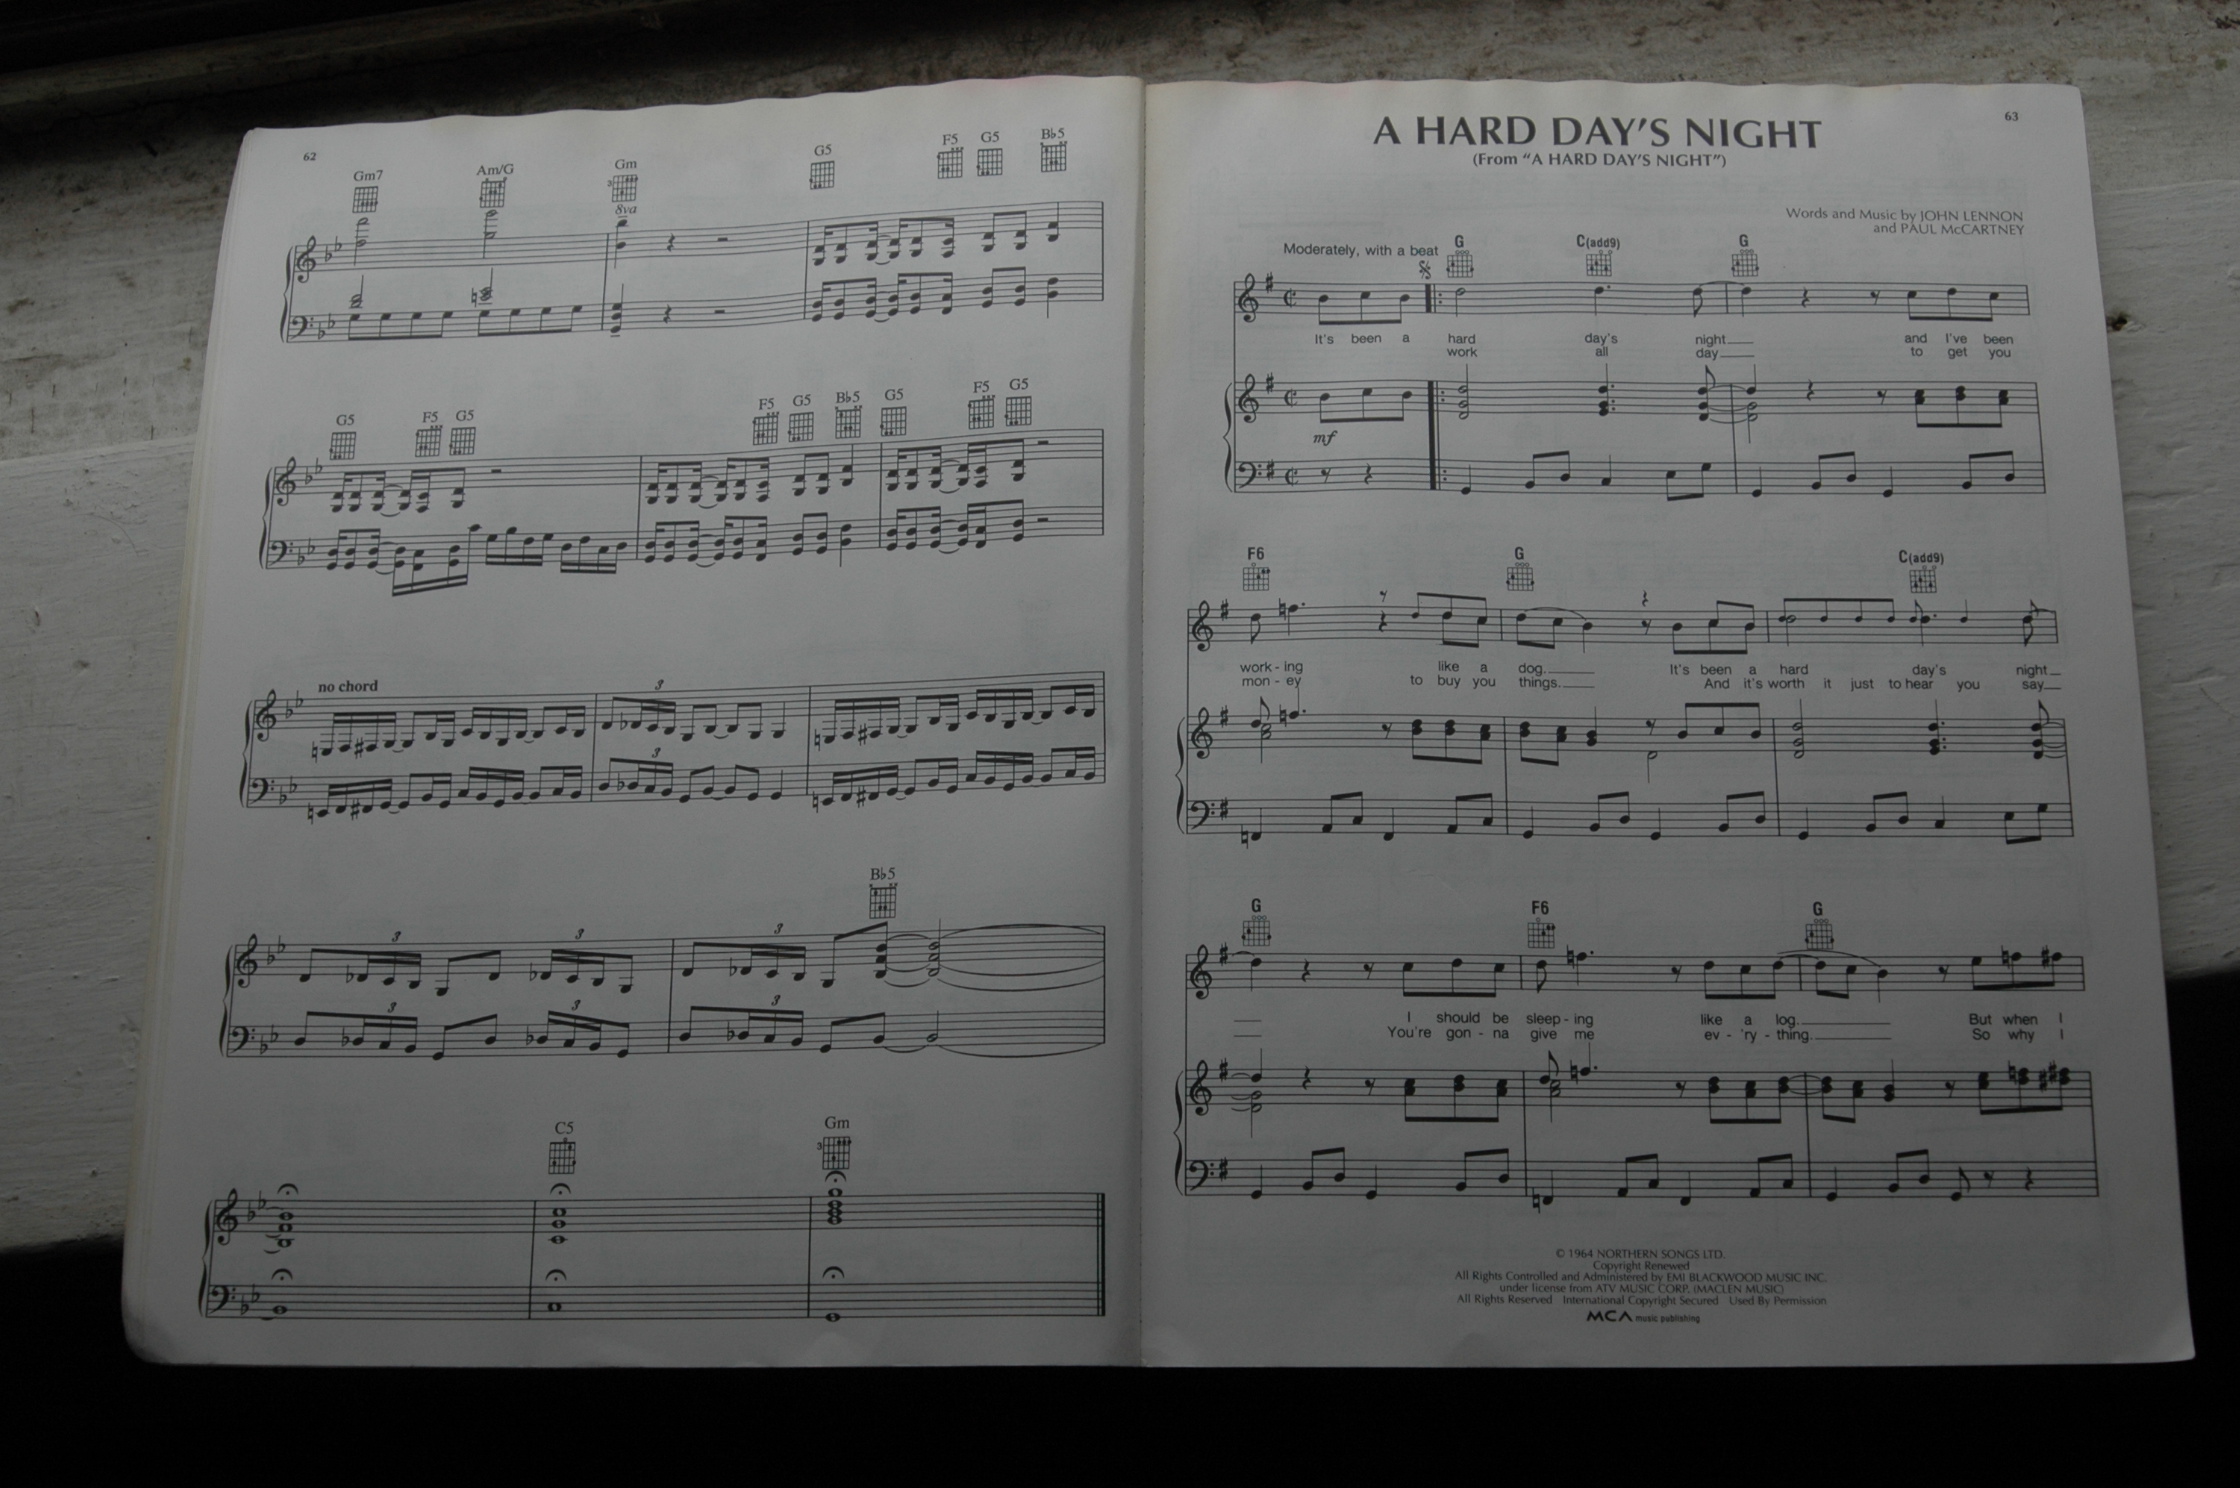 62
Gm7 Am/G Gm G5 F5 G5 B♭5
8va
G5 F5 G5 F5 G5 B♭5 G5 F5 G5
no chord
3
3
3
3
B♭5
3 3 3
3 3 3
C5 Gm
3
63
A HARD DAY'S NIGHT
(From "A HARD DAY'S NIGHT")
Words and Music by JOHN LENNON
and PAUL McCARTNEY
Moderately, with a beat G C(add9) G
It's been a hard day's night and I've been
work all day to get you
mf
F6 G C(add9)
work - ing like a dog. It's been a hard day's night
mon - ey to buy you things. And it's worth it just to hear you say
G F6 G
I should be sleep - ing like a log. But when I
You're gon - na give me ev - 'ry - thing. So why I
© 1964 NORTHERN SONGS LTD.
Copyright Renewed
All Rights Controlled and Administered by EMI BLACKWOOD MUSIC INC.
under license from ATV MUSIC CORP. (MACLEN MUSIC)
All Rights Reserved International Copyright Secured Used By Permission
MCA music publishing